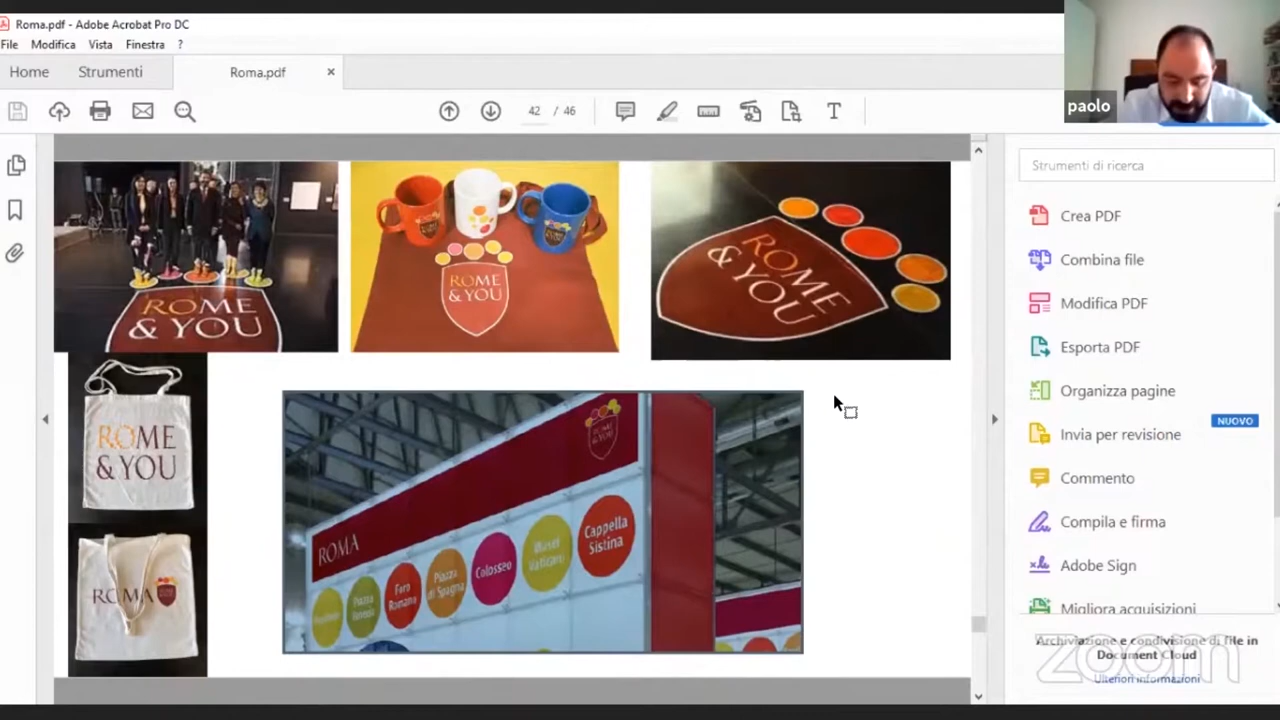 Roma.pdf - Adobe Acrobat Pro DC
File Modifica Vista Finestra ?
Home Strumenti Roma.pdf ×
42 / 46
paolo
Strumenti di ricerca
Crea PDF
Combina file
Modifica PDF
Esporta PDF
Organizza pagine
NUOVO
Invia per revisione
Commento
Compila e firma
Adobe Sign
Migliora acquisizioni
Archiviazione e condivisione di file in
Document Cloud
Ulteriori informazioni
zoom
ROME
& YOU
ROME
& YOU
ROME
& YOU
ROME
& YOU
ROMA
ROMA
Piazza
Foro
Romano
Piazza
di Spagna
Colosseo
Musei
Vaticani
Cappella
Sistina